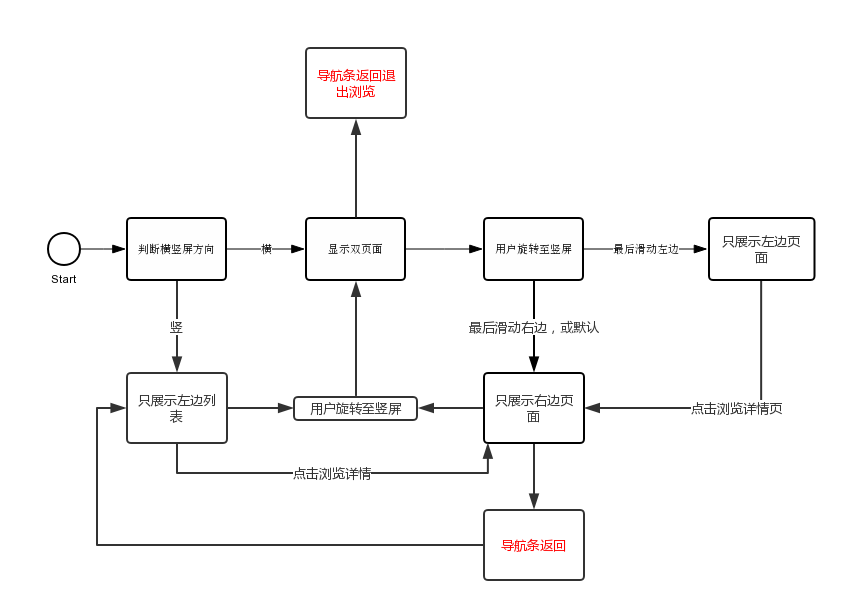 导航条返回退
出浏览
判断横竖屏方向
横
显示双页面
用户旋转至竖屏
最后滑动左边
只展示左边页
面
Start
竖
最后滑动右边，或默认
只展示左边列
表
用户旋转至竖屏
只展示右边页
面
点击浏览详情页
点击浏览详情
导航条返回